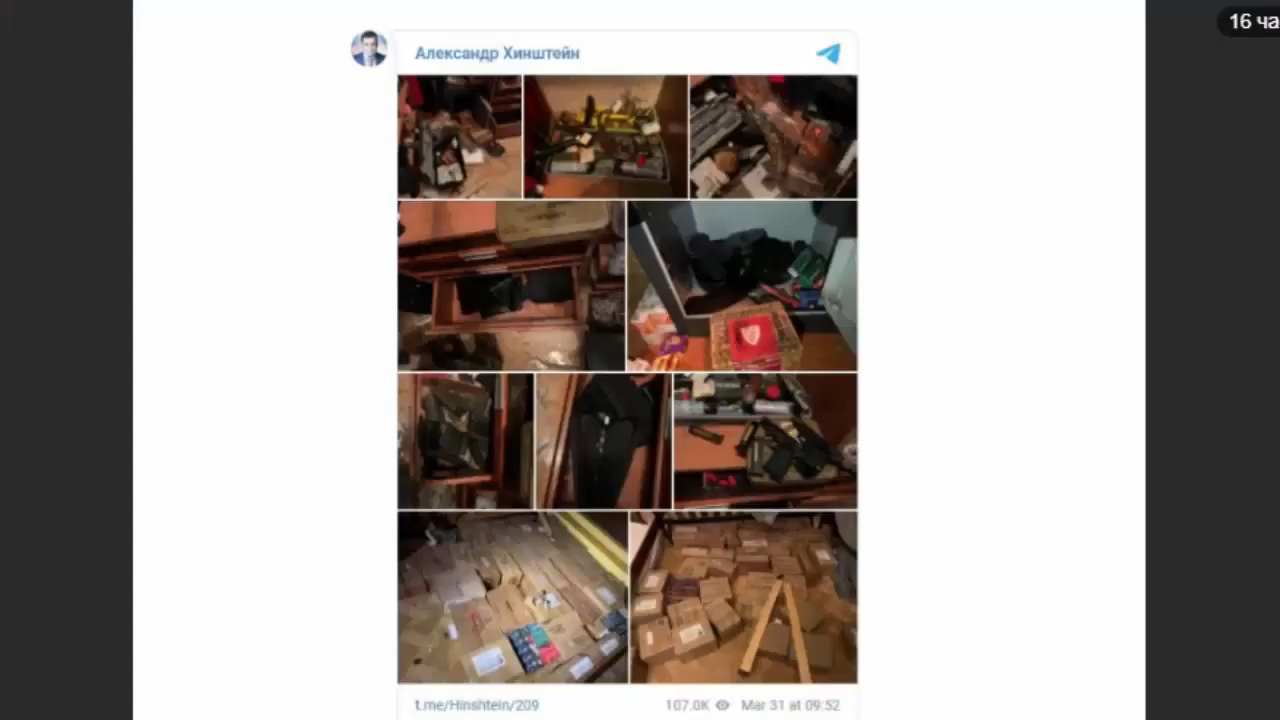 16 ча
Александр Хинштейн
t.me/Hinshtein/209
107.0K Mar 31 at 09:52